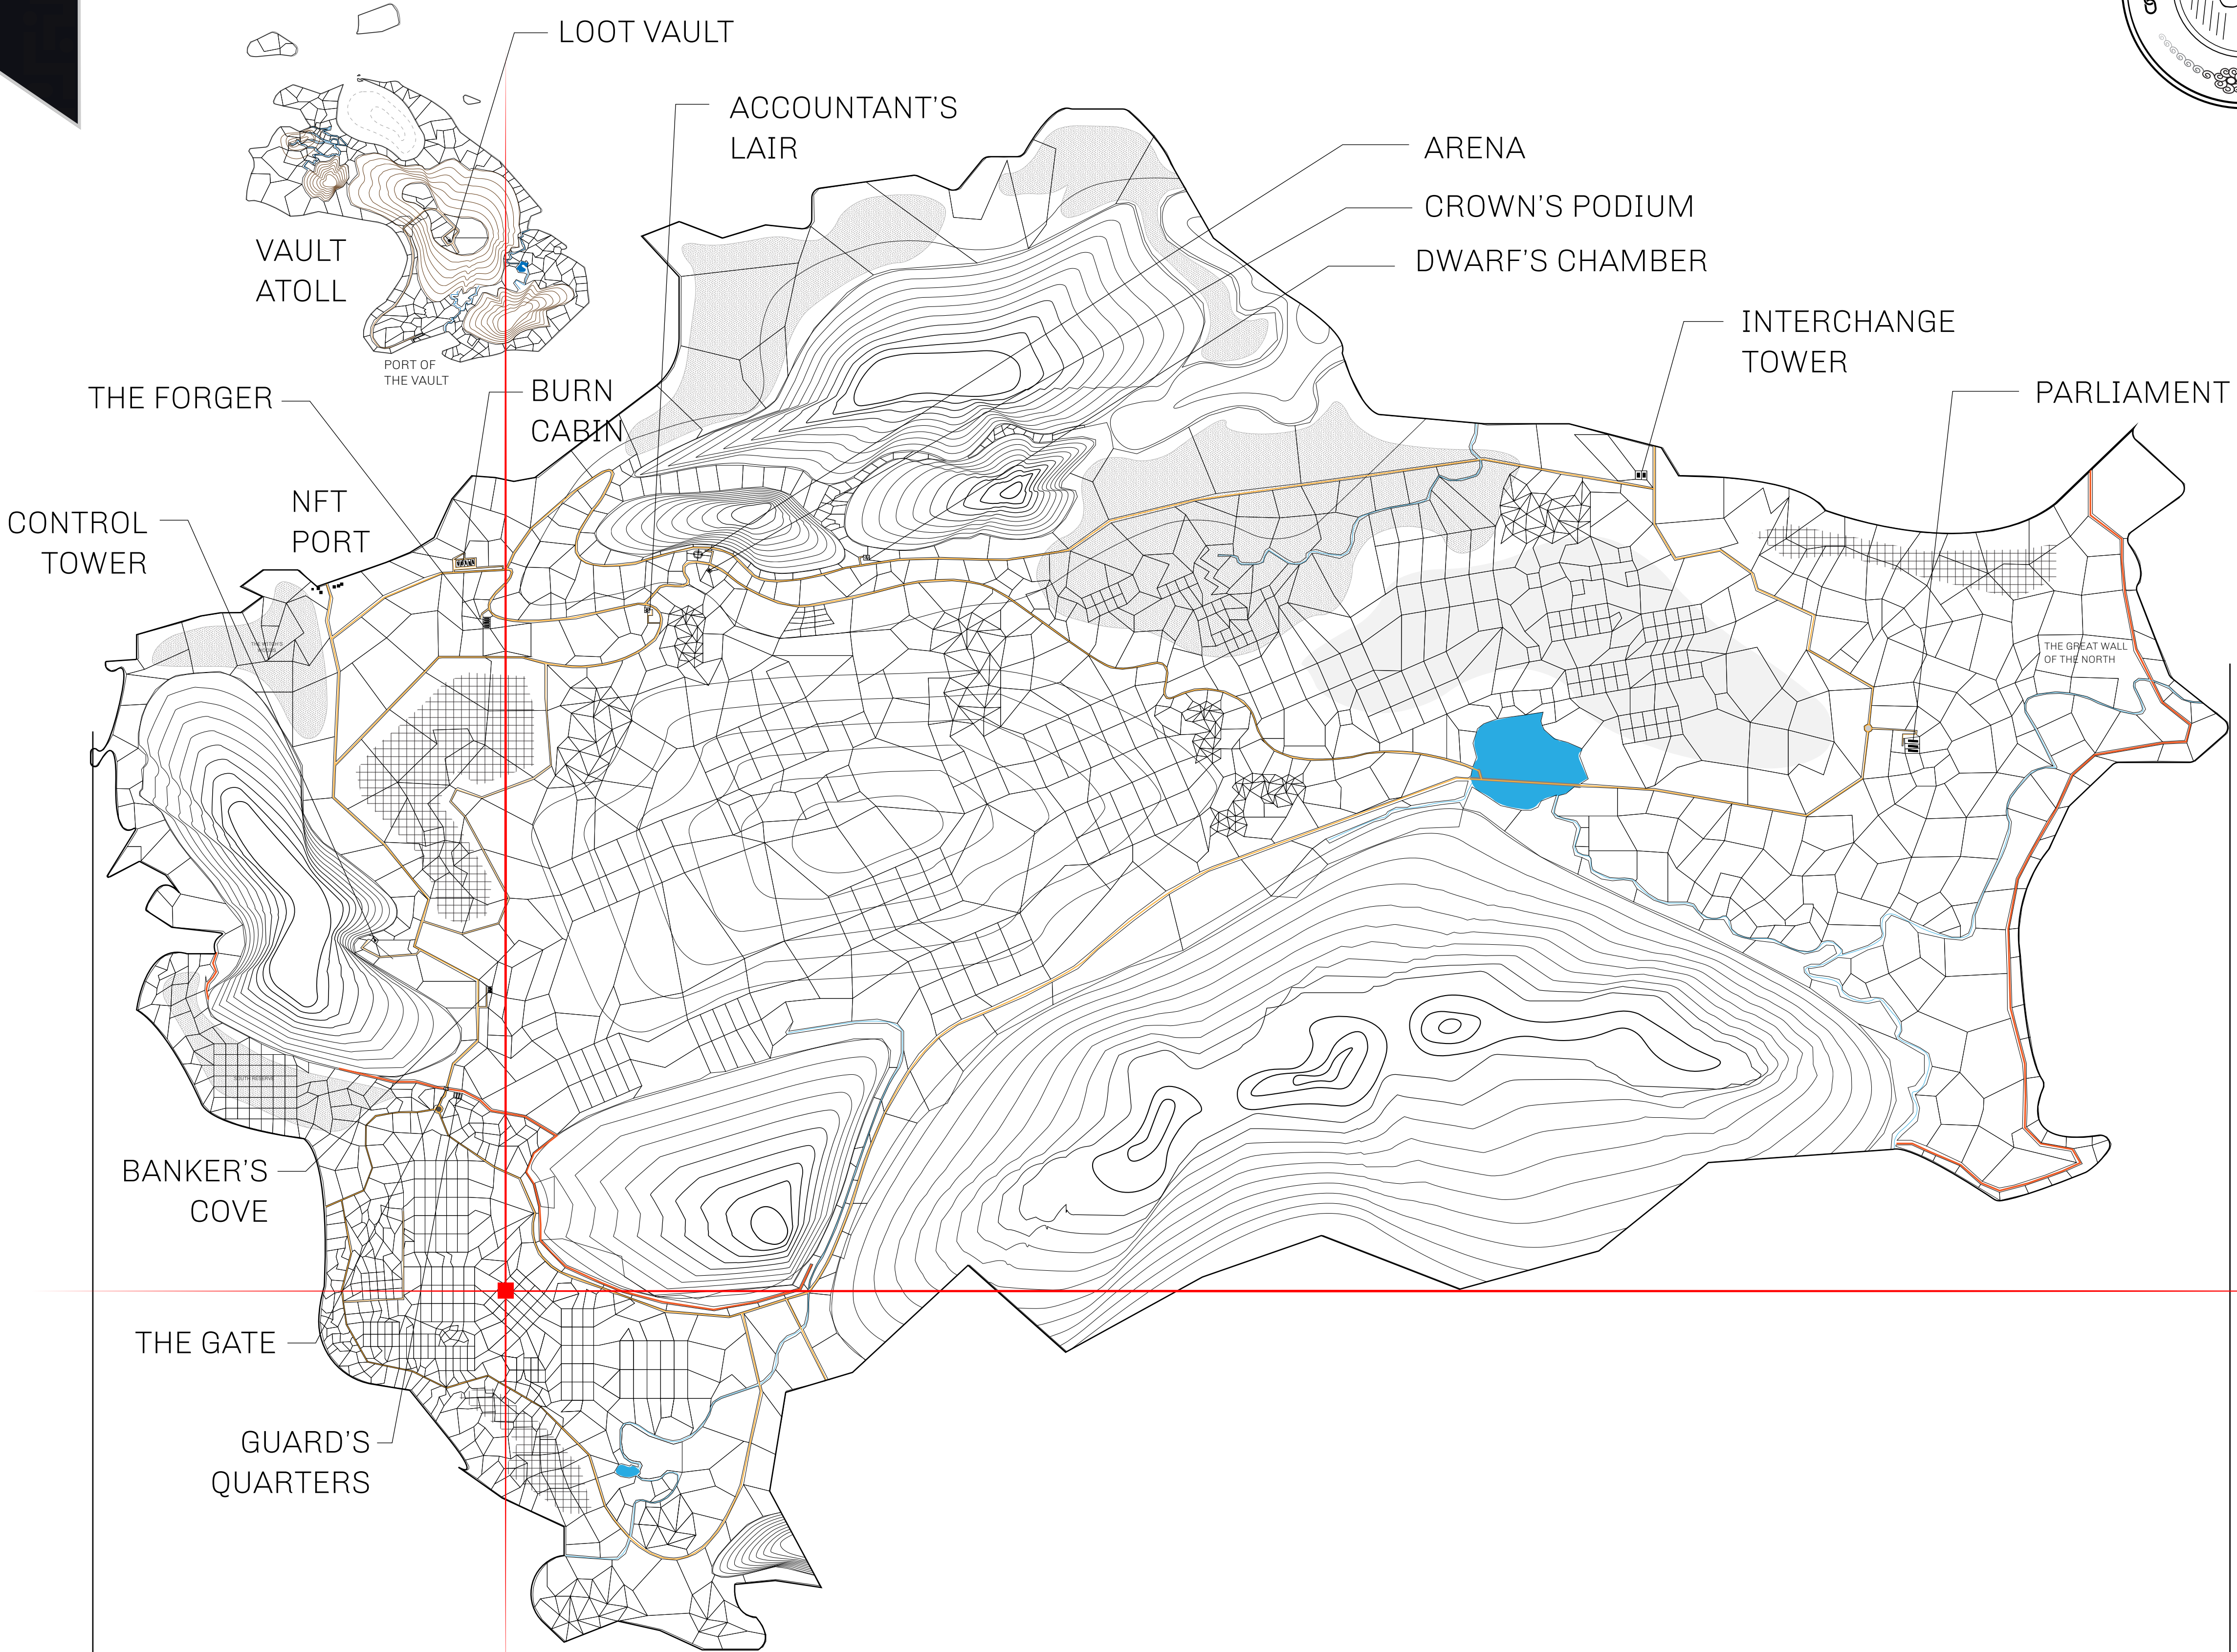 LOOT VAULT
ACCOUNTANT'S
LAIR
ARENA
CROWN'S PODIUM
DWARF'S CHAMBER
VAULT
ATOLL
INTERCHANGE
TOWER
PORT OF
THE VAULT
THE FORGER
BURN
CABIN
PARLIAMENT
NFT
PORT
CONTROL
TOWER
THE GREAT WALL
OF THE NORTH
SOUTH RESERVE
BANKER'S
COVE
THE GATE
GUARD'S
QUARTERS